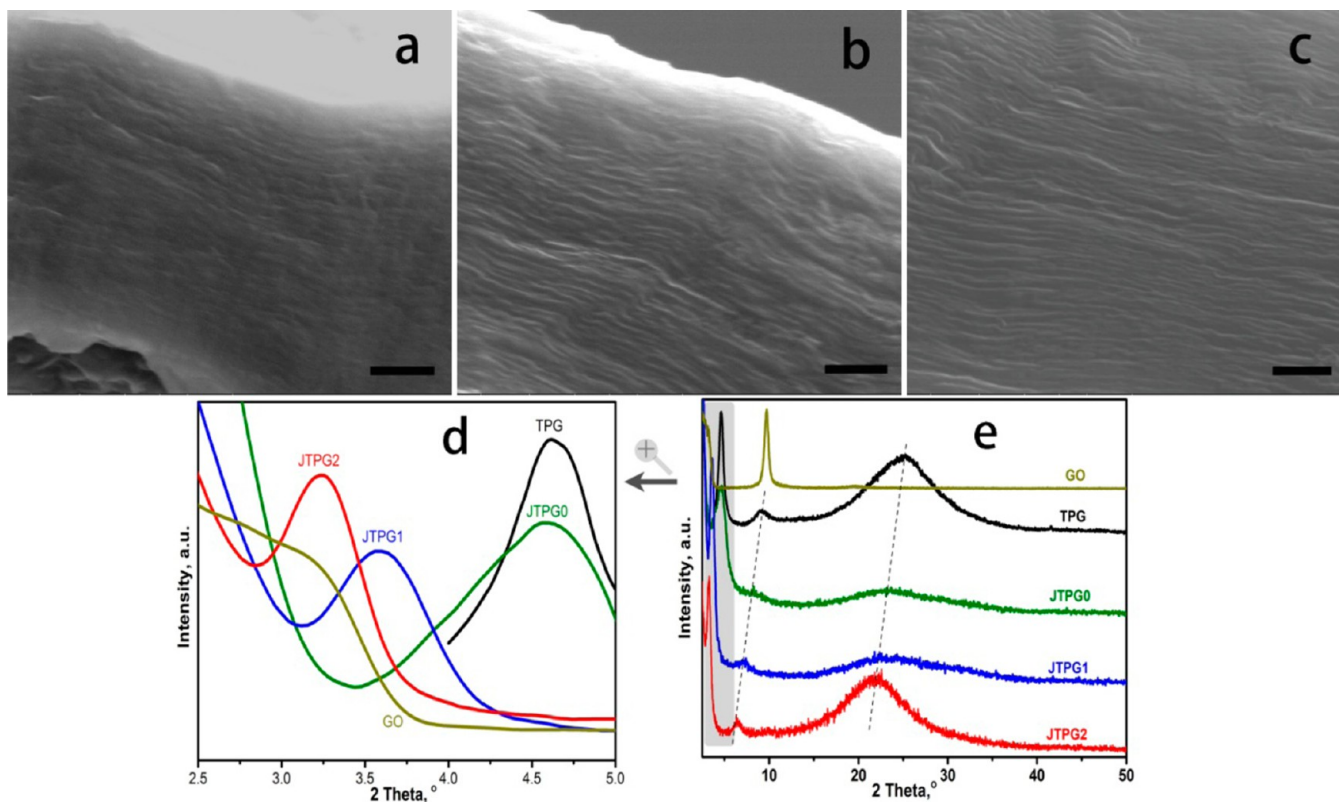 a
b
c
d
TPG
JTPG2
JTPG0
JTPG1
GO
Intensity, a.u.
2.5 3.0 3.5 4.0 4.5 5.0
2 Theta,°
e
GO
TPG
JTPG0
JTPG1
JTPG2
Intensity, a.u.
10 20 30 40 50
2 Theta,°